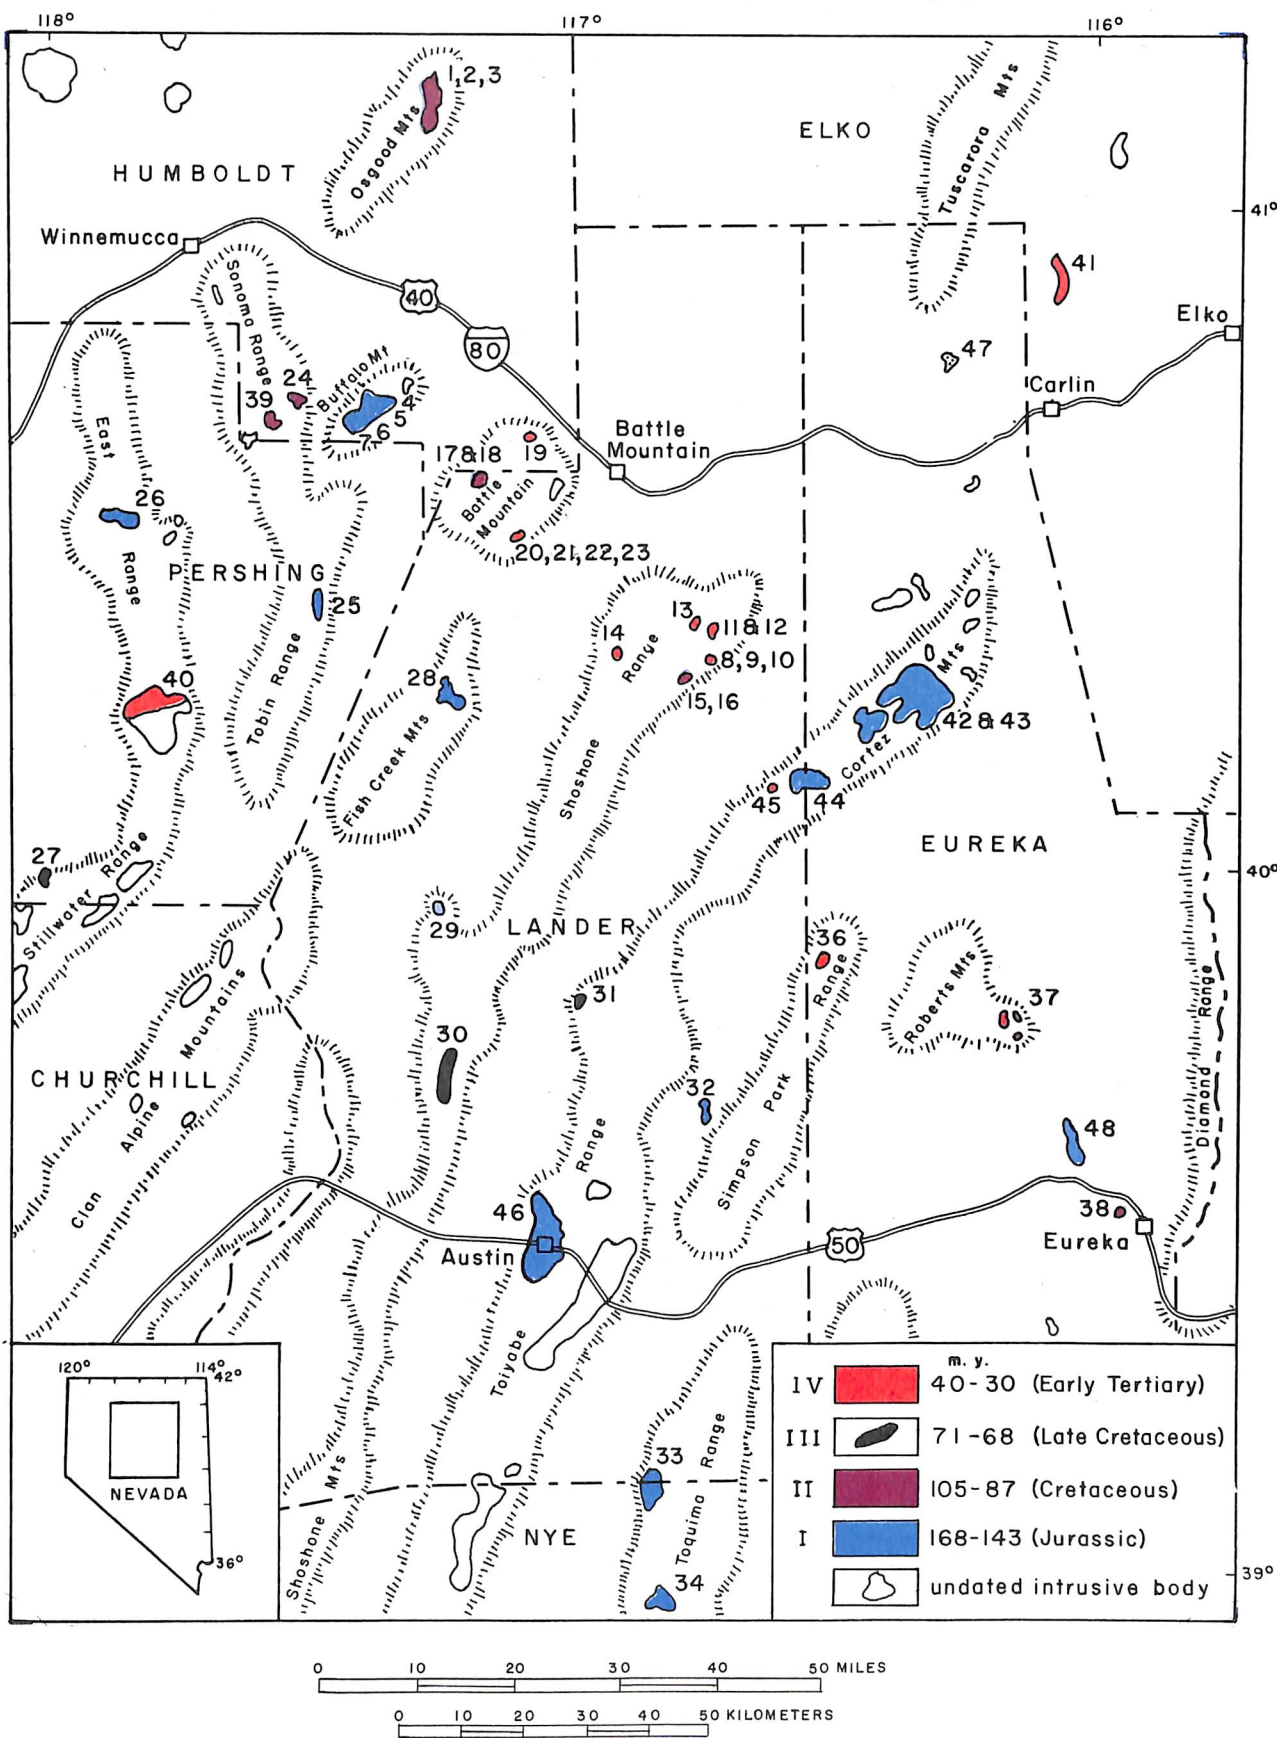 118°
117°
116°
1,2,3
Osgood Mts
HUMBOLDT
ELKO
Tuscarora Mts
41°
Winnemucca
Sonoma Range
40
80
41
Elko
47
Carlin
24
39
Buffalo Mt
4
5
7,6
East Range
Battle
Mountain
17&18
19
Battle
Mountain
26
20,21,22,23
PERSHING
25
Tobin Range
13
11&12
14
8,9,10
15,16
Shoshone Range
40
28
Fish Creek Mts
42&43
Cortez Mts
45
44
EUREKA
27
Stillwater Range
40°
29
LANDER
36
31
Roberts Mts
37
30
Simpson Park Range
Diamond Range
CHURCHILL
Clan Alpine Mountains
32
48
46
Austin
Toiyabe Range
50
38
Eureka
120°
114°
42°
NEVADA
36°
Shoshone Mts
33
Toquima Range
NYE
34
39°
m. y.
IV 40-30 (Early Tertiary)
III 71-68 (Late Cretaceous)
II 105-87 (Cretaceous)
I 168-143 (Jurassic)
undated intrusive body
0 10 20 30 40 50 MILES
0 10 20 30 40 50 KILOMETERS